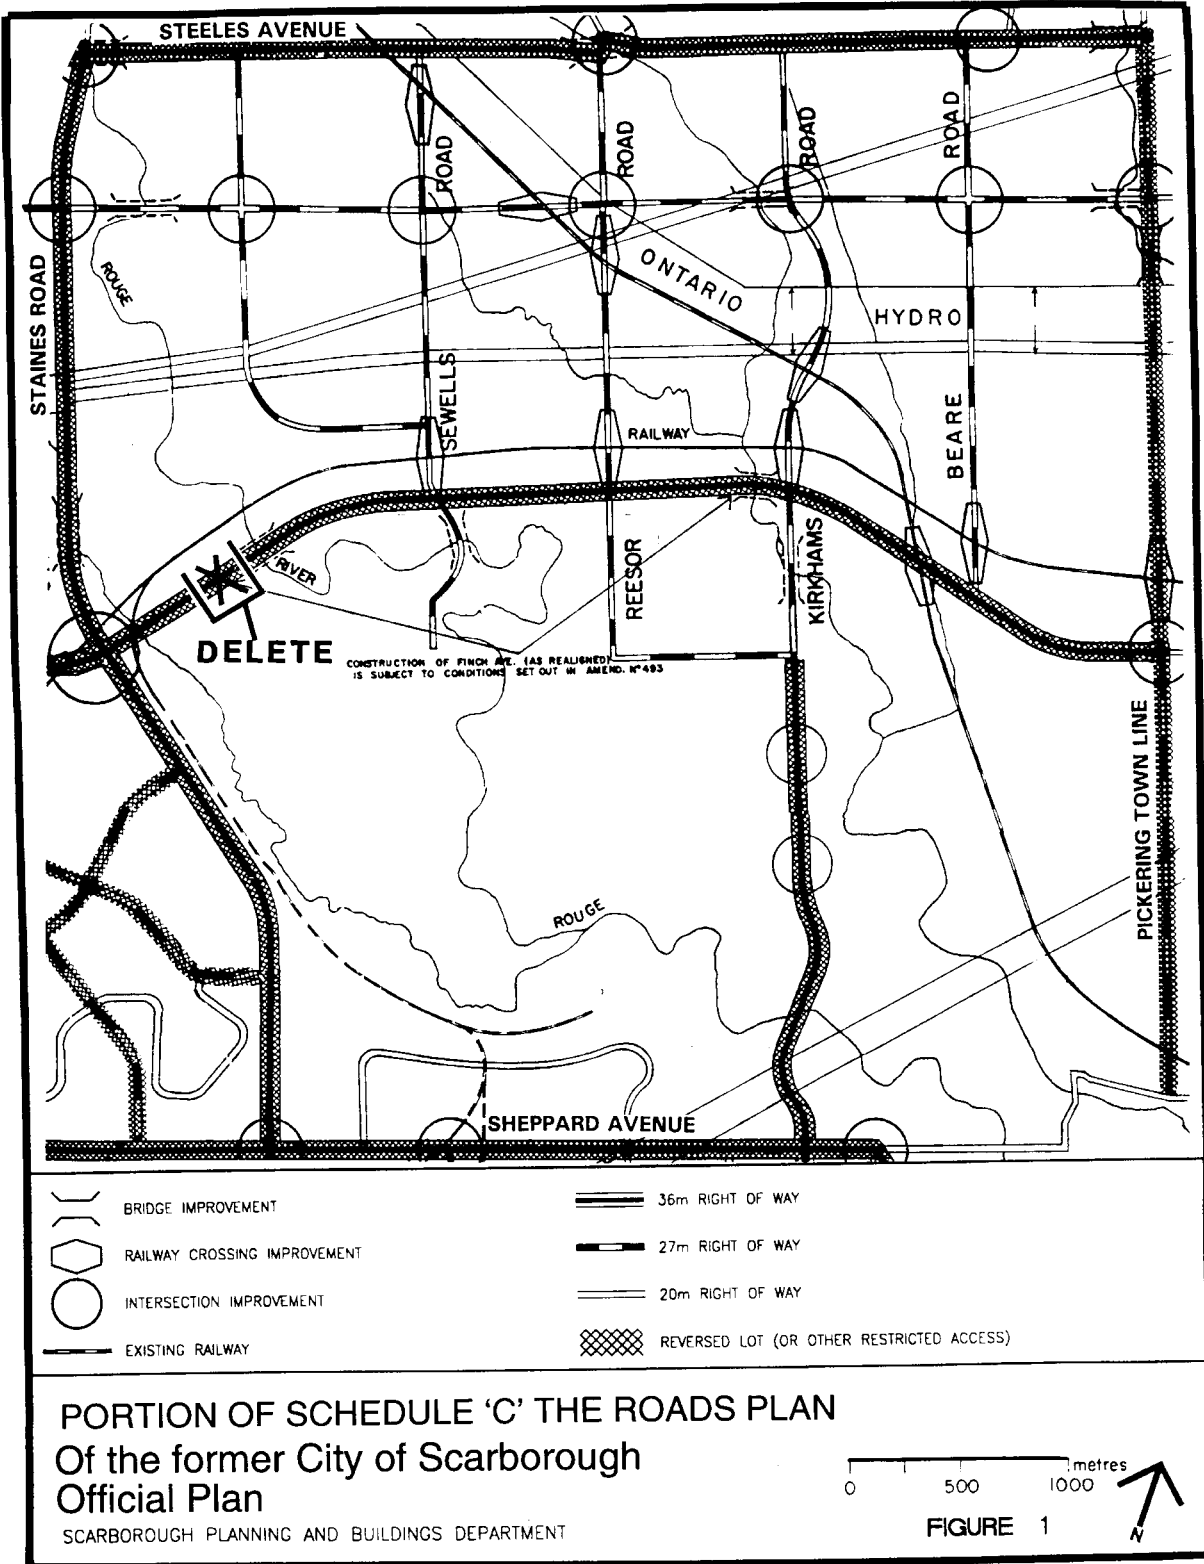 STEELES AVENUE
ROAD
ROAD
ROAD
ROAD
STAINES ROAD
ROUGE
ONTARIO
HYDRO
SEWELLS
RAILWAY
BEARE
RIVER
REESOR
KIRKHAMS
DELETE
CONSTRUCTION OF FINCH AVE. (AS REALIGNED)
IS SUBJECT TO CONDITIONS SET OUT IN AMEND. Nº 493
PICKERING TOWN LINE
ROUGE
SHEPPARD AVENUE
BRIDGE IMPROVEMENT
RAILWAY CROSSING IMPROVEMENT
INTERSECTION IMPROVEMENT
EXISTING RAILWAY
36m RIGHT OF WAY
27m RIGHT OF WAY
20m RIGHT OF WAY
REVERSED LOT (OR OTHER RESTRICTED ACCESS)
PORTION OF SCHEDULE ‘C’ THE ROADS PLAN
Of the former City of Scarborough
Official Plan
SCARBOROUGH PLANNING AND BUILDINGS DEPARTMENT
metres
0 500 1000
FIGURE 1
N